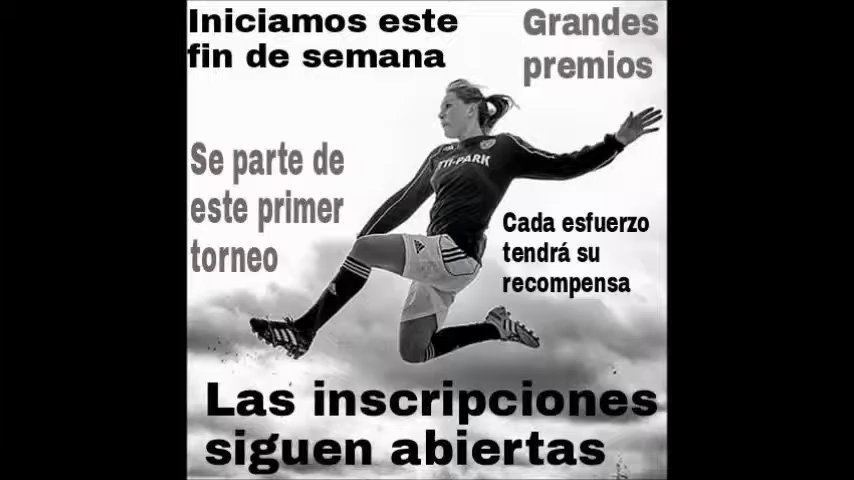 Iniciamos este
fin de semana
Grandes
premios
Se parte de
este primer
torneo
Cada esfuerzo
tendrá su
recompensa
Las inscripciones
siguen abiertas